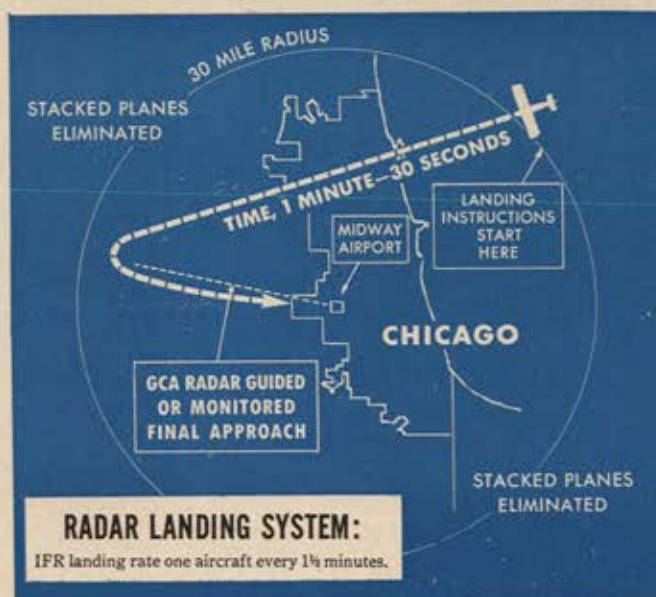 30 MILE RADIUS
STACKED PLANES
ELIMINATED
TIME, 1 MINUTE—30 SECONDS
LANDING
INSTRUCTIONS
START
HERE
MIDWAY
AIRPORT
CHICAGO
GCA RADAR GUIDED
OR MONITORED
FINAL APPROACH
STACKED PLANES
ELIMINATED
RADAR LANDING SYSTEM:
IFR landing rate one aircraft every 1½ minutes.